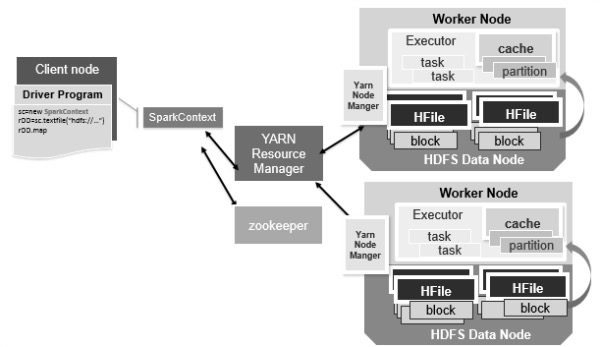 Client node
Driver Program
sc=new SparkContext
rDD=sc.textfile("hdfs://...")
rDD.map
SparkContext
YARN
Resource
Manager
zookeeper
Worker Node
Executor
task
task
cache
partition
Yarn
Node
Manger
HFile
HFile
block
block
HDFS Data Node
Worker Node
Executor
task
task
cache
partition
Yarn
Node
Manger
HFile
HFile
block
block
HDFS Data Node